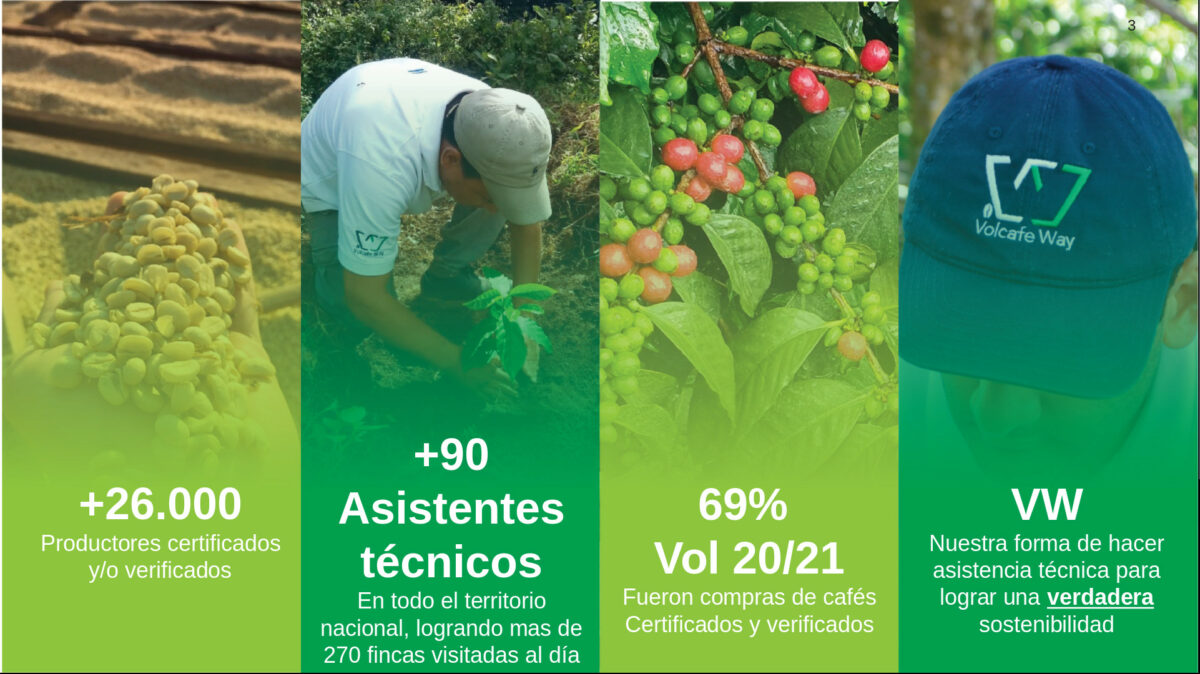 3
Volcafe Way
Volcafe Way
+26.000
Productores certificados
y/o verificados
+90
Asistentes
técnicos
En todo el territorio
nacional, logrando mas de
270 fincas visitadas al día
69%
Vol 20/21
Fueron compras de cafés
Certificados y verificados
VW
Nuestra forma de hacer
asistencia técnica para
lograr una verdadera
sostenibilidad